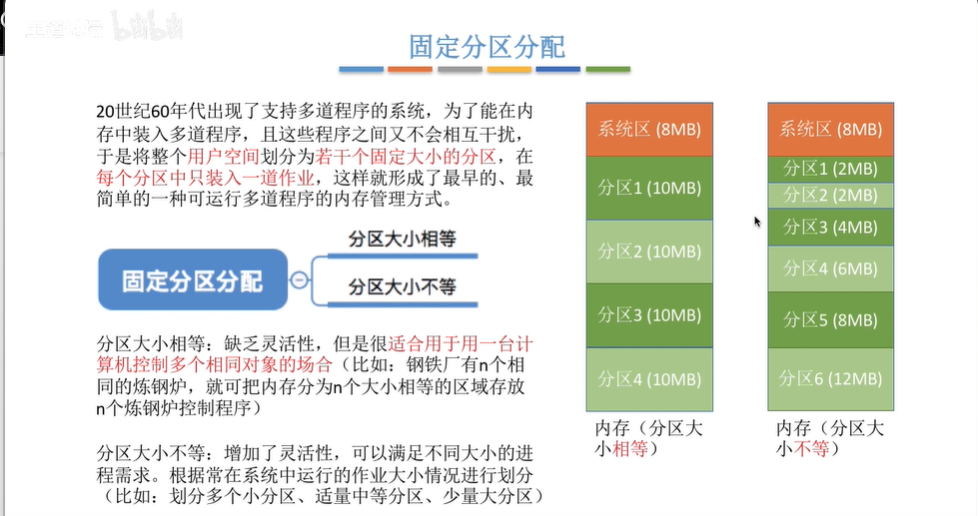 固定分区分配
20世纪60年代出现了支持多道程序的系统，为了能在内
存中装入多道程序，且这些程序之间又不会相互干扰，
于是将整个用户空间划分为若干个固定大小的分区，在
每个分区中只装入一道作业，这样就形成了最早的、最
简单的一种可运行多道程序的内存管理方式。
固定分区分配
分区大小相等
分区大小不等
分区大小相等：缺乏灵活性，但是很适合用于用一台计
算机控制多个相同对象的场合（比如：钢铁厂有n个相
同的炼钢炉，就可把内存分为n个大小相等的区域存放
n个炼钢炉控制程序）
分区大小不等：增加了灵活性，可以满足不同大小的进
程需求。根据常在系统中运行的作业大小情况进行划分
（比如：划分多个小分区、适量中等分区、少量大分区）
系统区 (8MB)
分区1 (10MB)
分区2 (10MB)
分区3 (10MB)
分区4 (10MB)
内存（分区大
小相等）
系统区 (8MB)
分区1 (2MB)
分区2 (2MB)
分区3 (4MB)
分区4 (6MB)
分区5 (8MB)
分区6 (12MB)
内存（分区大
小不等）